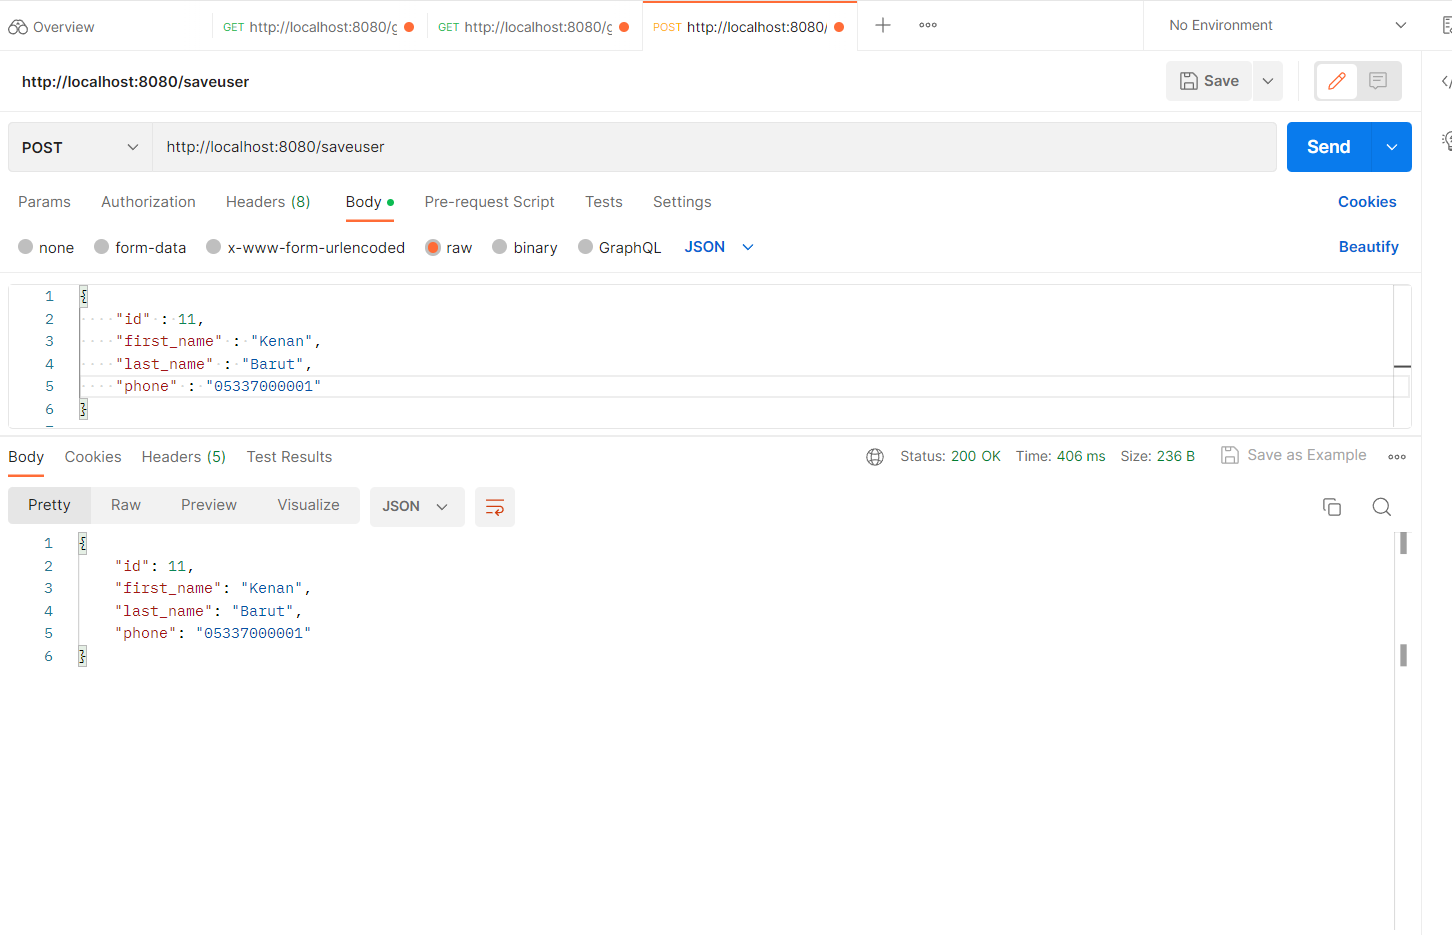 Overview GET http://localhost:8080/g GET http://localhost:8080/g POST http://localhost:8080/ No Environment
http://localhost:8080/saveuser Save
POST http://localhost:8080/saveuser Send
Params Authorization Headers (8) Body Pre-request Script Tests Settings Cookies
none form-data x-www-form-urlencoded raw binary GraphQL JSON Beautify
1 {
2 "id" : 11,
3 "first_name" : "Kenan",
4 "last_name" : "Barut",
5 "phone" : "05337000001"
6 }
Body Cookies Headers (5) Test Results Status: 200 OK Time: 406 ms Size: 236 B Save as Example
Pretty Raw Preview Visualize JSON
1 {
2 "id": 11,
3 "first_name": "Kenan",
4 "last_name": "Barut",
5 "phone": "05337000001"
6 }